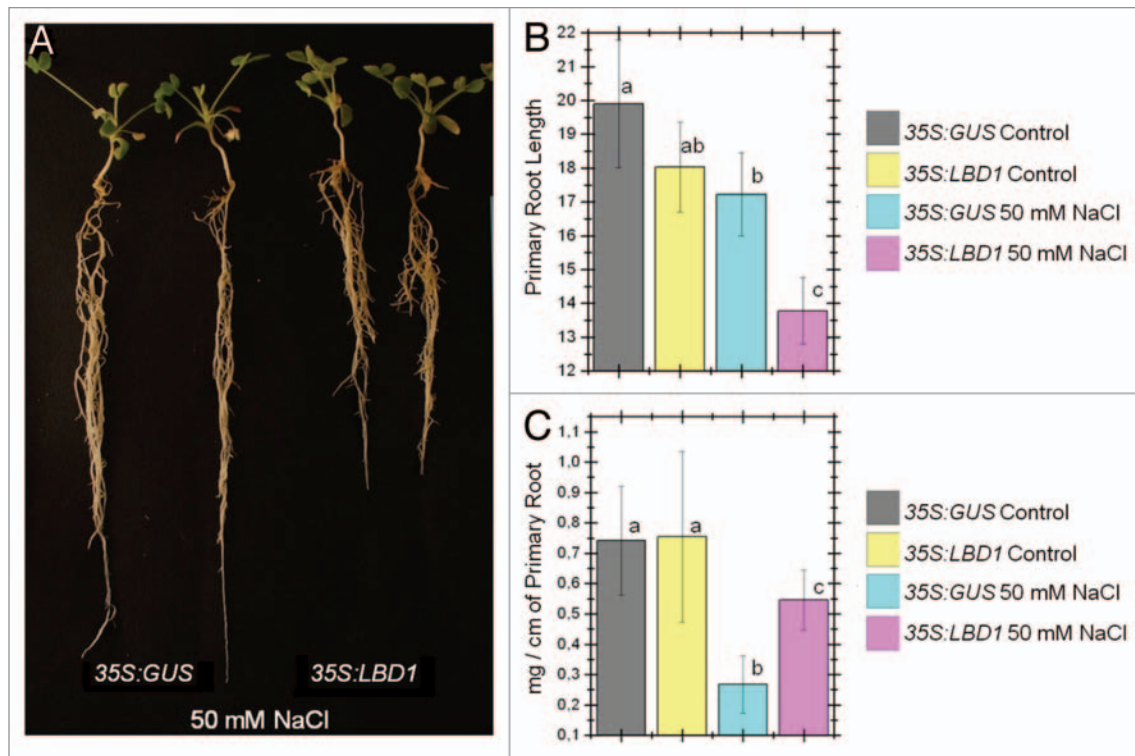 A
35S:GUS
35S:LBD1
50 mM NaCl
B
Primary Root Length
22
21
20
19
18
17
16
15
14
13
12
a
ab
b
c
35S:GUS Control
35S:LBD1 Control
35S:GUS 50 mM NaCl
35S:LBD1 50 mM NaCl
C
mg / cm of Primary Root
1,1
1,0
0,9
0,8
0,7
0,6
0,5
0,4
0,3
0,2
0,1
a
a
b
c
35S:GUS Control
35S:LBD1 Control
35S:GUS 50 mM NaCl
35S:LBD1 50 mM NaCl